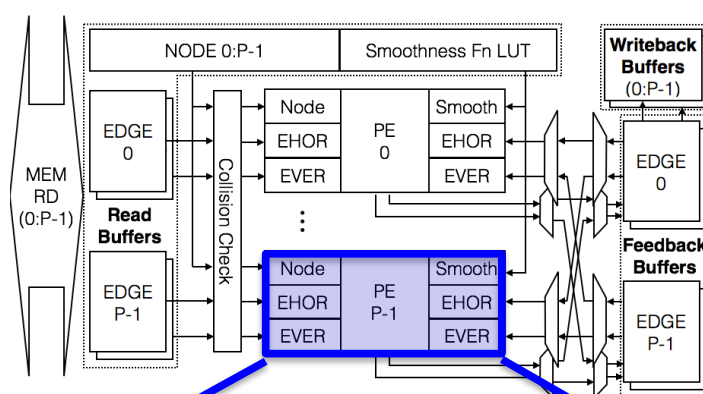 NODE 0:P-1
Smoothness Fn LUT
Writeback
Buffers
(0:P-1)
MEM
RD
(0:P-1)
EDGE
0
Read
Buffers
EDGE
P-1
Collision Check
Node
EHOR
EVER
PE
0
Smooth
EHOR
EVER
...
Node
EHOR
EVER
PE
P-1
Smooth
EHOR
EVER
EDGE
0
Feedback
Buffers
EDGE
P-1